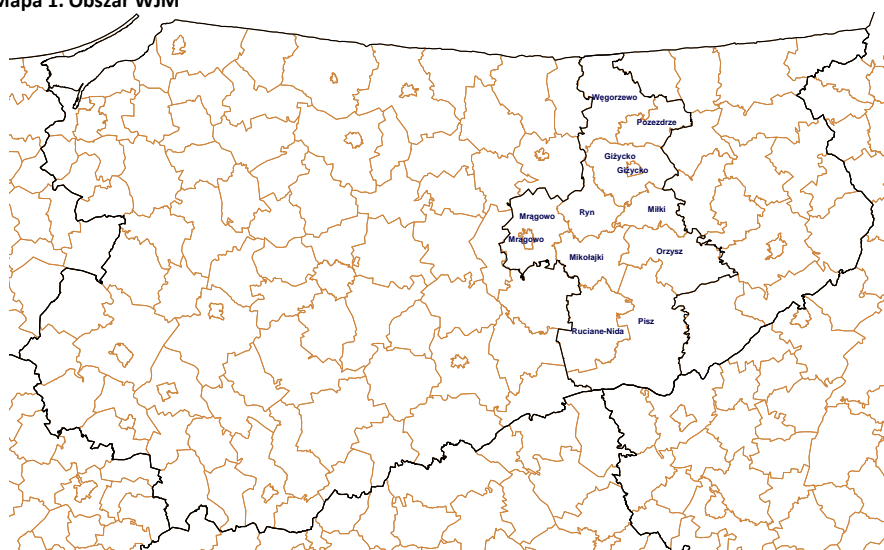 Mapa 1. Obszar WJM
Węgorzewo
Pozezdrze
Giżycko
Giżycko
Mrągowo
Ryn
Miłki
Mrągowo
Mikołajki
Orzysz
Ruciane-Nida
Pisz